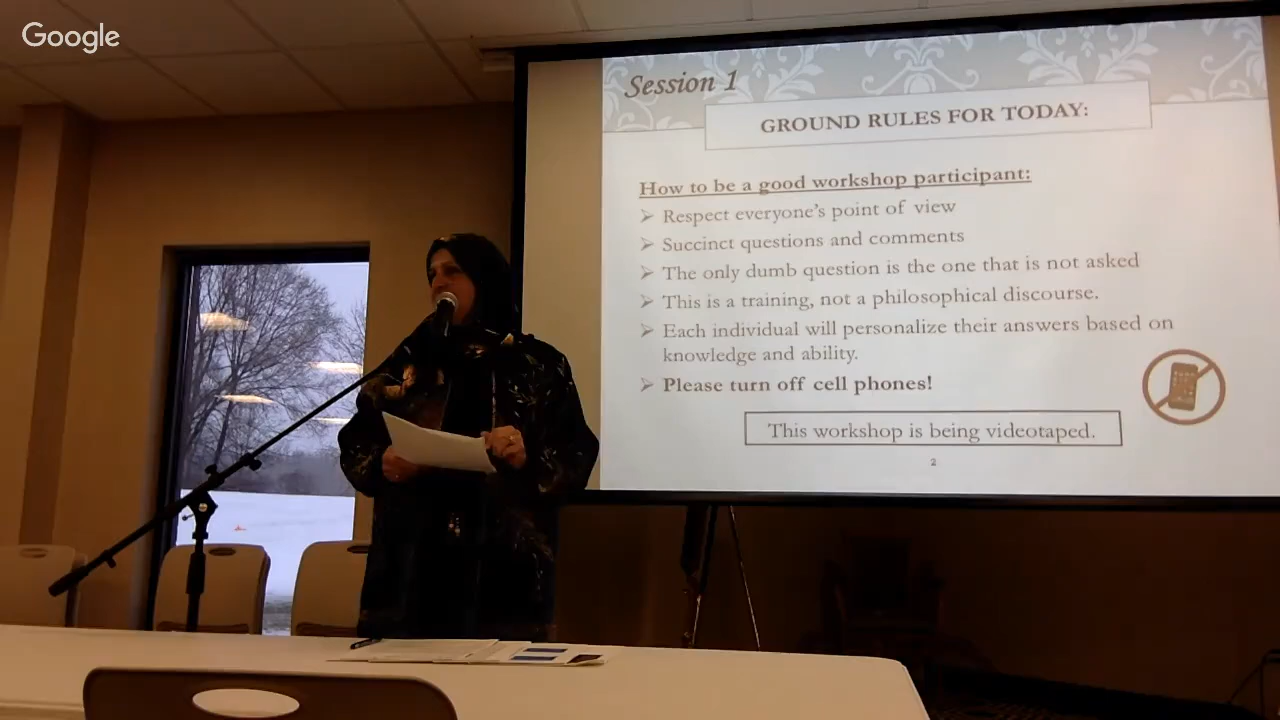 Google
Session 1
GROUND RULES FOR TODAY:
How to be a good workshop participant:
➢ Respect everyone's point of view
➢ Succinct questions and comments
➢ The only dumb question is the one that is not asked
➢ This is a training, not a philosophical discourse.
➢ Each individual will personalize their answers based on
knowledge and ability.
➢ Please turn off cell phones!
This workshop is being videotaped.
2